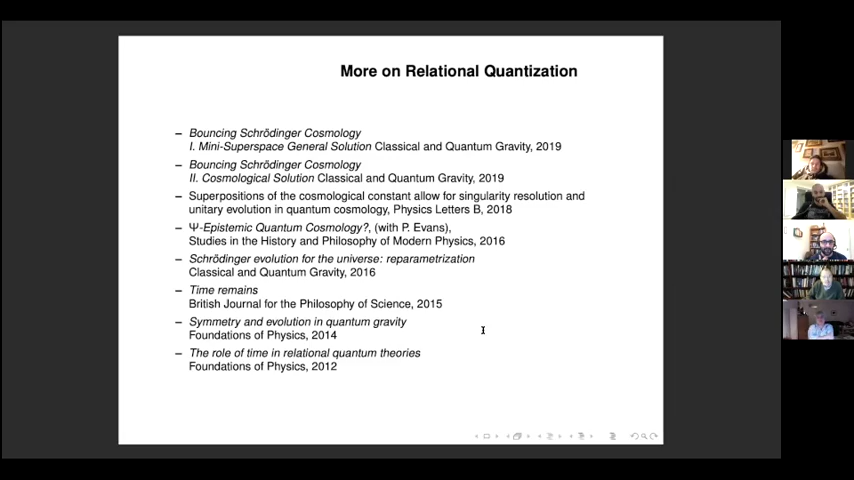 More on Relational Quantization
– Bouncing Schrödinger Cosmology
I. Mini-Superspace General Solution Classical and Quantum Gravity, 2019
– Bouncing Schrödinger Cosmology
II. Cosmological Solution Classical and Quantum Gravity, 2019
– Superpositions of the cosmological constant allow for singularity resolution and
unitary evolution in quantum cosmology, Physics Letters B, 2018
– Ψ-Epistemic Quantum Cosmology?, (with P. Evans),
Studies in the History and Philosophy of Modern Physics, 2016
– Schrödinger evolution for the universe: reparametrization
Classical and Quantum Gravity, 2016
– Time remains
British Journal for the Philosophy of Science, 2015
– Symmetry and evolution in quantum gravity
Foundations of Physics, 2014
– The role of time in relational quantum theories
Foundations of Physics, 2012